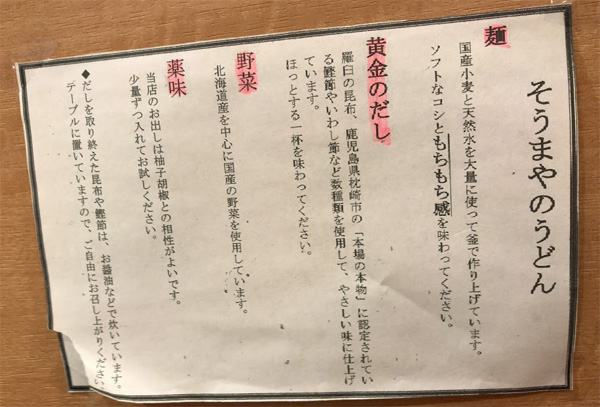 そうまやのうどん
麺
国産小麦と天然水を大量に使って釜で作り上げています。
ソフトなコシともちもち感を味わってください。
黄金のだし
羅臼の昆布、鹿児島県枕崎市の「本場の本物」に認定されてい
る鰹節やいわし節など数種類を使用して、やさしい味に仕上げ
ています。
ほっとする一杯を味わってください。
野菜
北海道産を中心に国産の野菜を使用しています。
薬味
当店のお出しは柚子胡椒との相性がよいです。
少量ずつ入れてお試しください。
◆だしを取り終えた昆布や鰹節は、お醤油などで炊いています。
テーブルに置いていますので、ご自由にお召し上がりください。